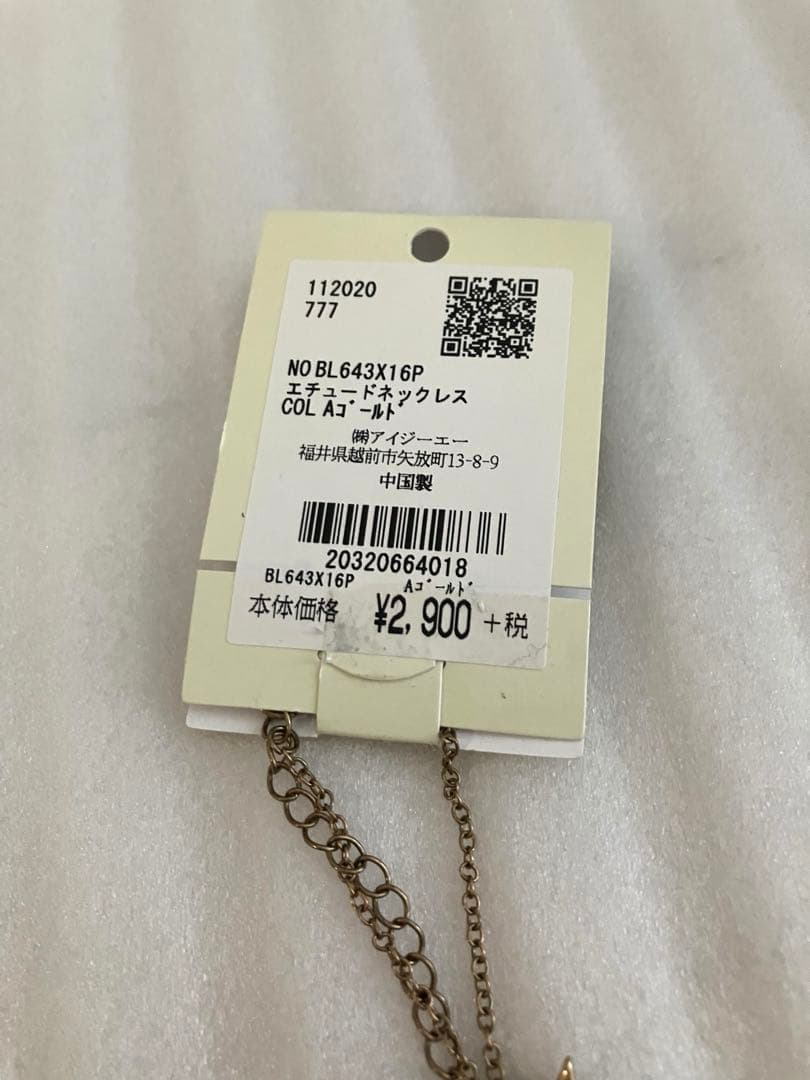 112020
777
NO BL643X16P
エチュードネックレス
COL Aｺﾞｰﾙﾄﾞ
㈱アイジーエー
福井県越前市矢放町13-8-9
中国製
20320664018
BL643X16P Aｺﾞｰﾙﾄﾞ
本体価格 ¥2,900 +税